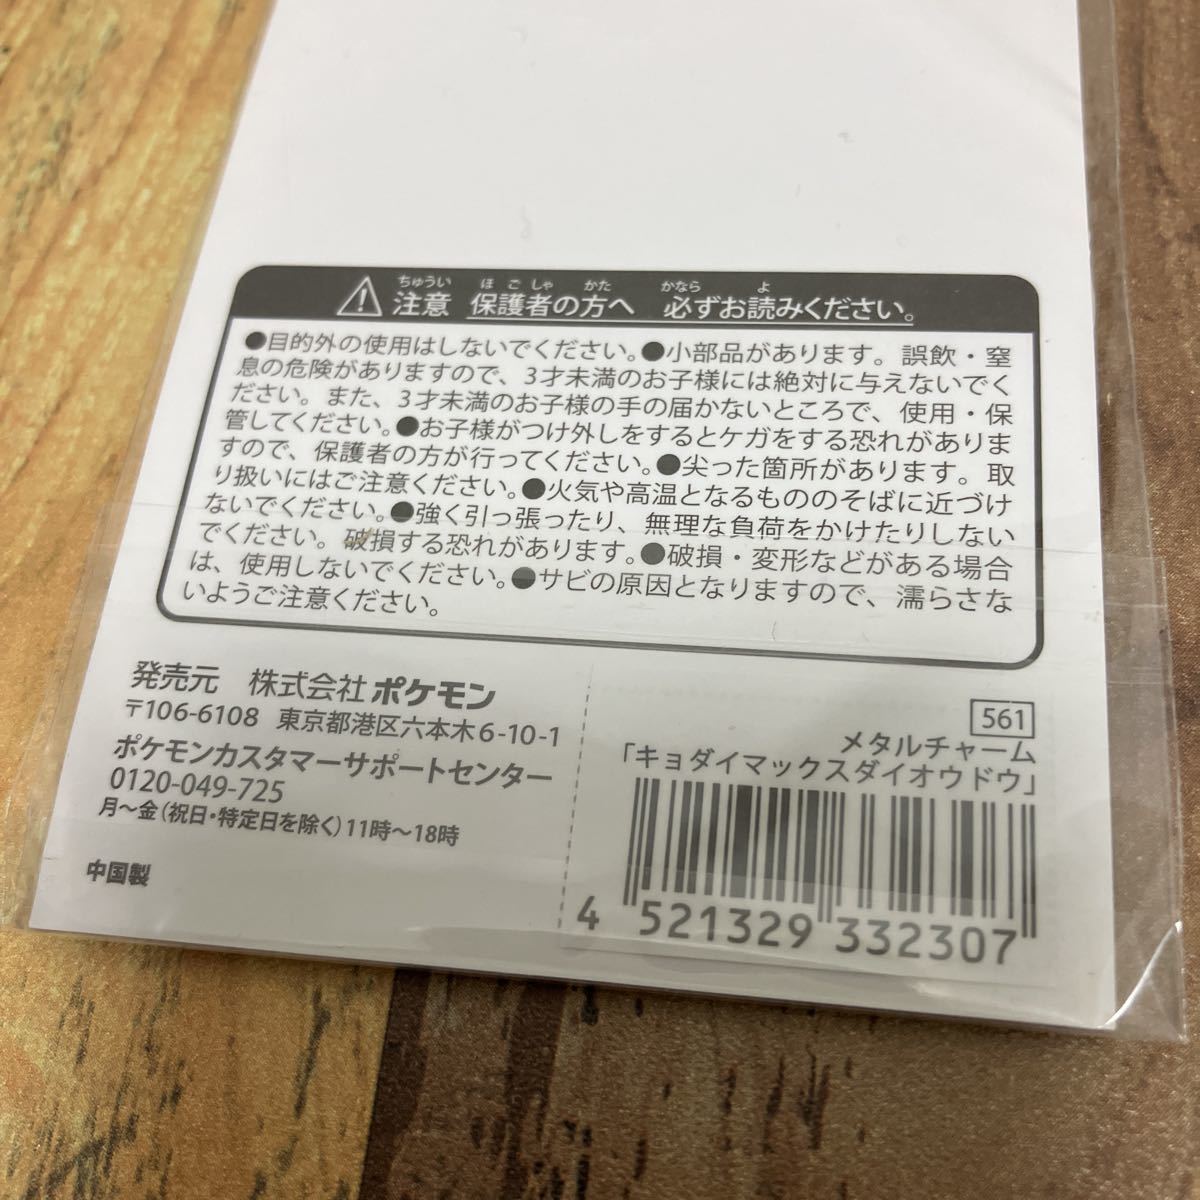 ちゅうい ほごしゃ かた かなら よ
注意 保護者の方へ 必ずお読みください。
●目的外の使用はしないでください。●小部品があります。誤飲・窒
息の危険がありますので、3才未満のお子様には絶対に与えないでく
ださい。また、3才未満のお子様の手の届かないところで、使用・保
管してください。●お子様がつけ外しをするとケガをする恐れがありま
すので、保護者の方が行ってください。●尖った箇所があります。取
り扱いにはご注意ください。●火気や高温となるもののそばに近づけ
ないでください。●強く引っ張ったり、無理な負荷をかけたりしない
でください。破損する恐れがあります。●破損・変形などがある場合
は、使用しないでください。●サビの原因となりますので、濡らさな
いようご注意ください。
発売元 株式会社 ポケモン
〒106-6108 東京都港区六本木6-10-1
ポケモンカスタマーサポートセンター
0120-049-725
月～金(祝日・特定日を除く)11時～18時
中国製
561
メタルチャーム
「キョダイマックスダイオウドウ」
4 521329 332307